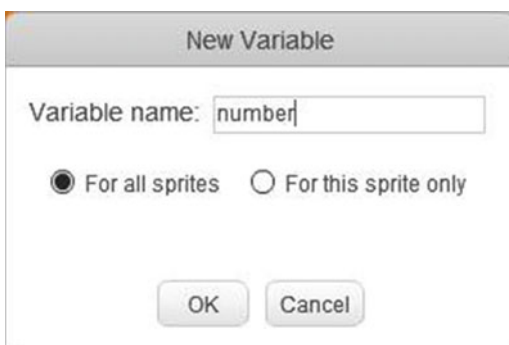 New Variable
Variable name: number
For all sprites For this sprite only
OK Cancel